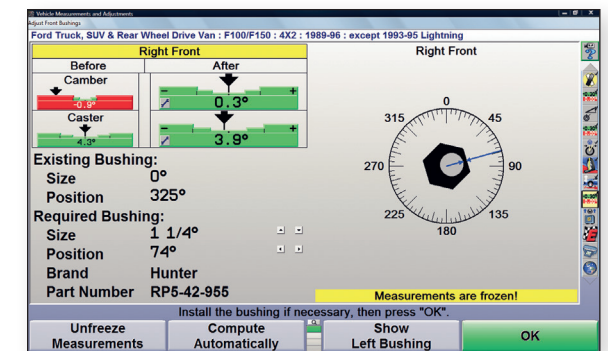 Vehicle Measurements and Adjustments
Adjust Front Bushings
Ford Truck, SUV & Rear Wheel Drive Van : F100/F150 : 4X2 : 1989-96 : except 1993-95 Lightning
Right Front
Before After
Camber
-0.9°
- +
0.3°
Caster
4.3°
- +
3.9°
Existing Bushing:
Size 0°
Position 325°
Required Bushing:
Size 1 1/4°
Position 74°
Brand Hunter
Part Number RP5-42-955
Right Front
0
45
90
135
180
225
270
315
Measurements are frozen!
Install the bushing if necessary, then press "OK".
Unfreeze Measurements
Compute Automatically
Show Left Bushing
OK